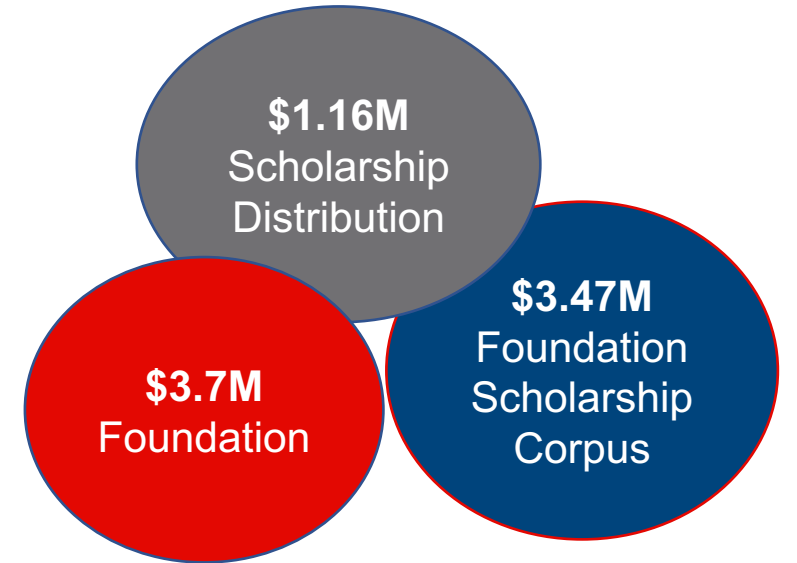 $1.16M
Scholarship
Distribution
$3.47M
Foundation
Scholarship
Corpus
$3.7M
Foundation